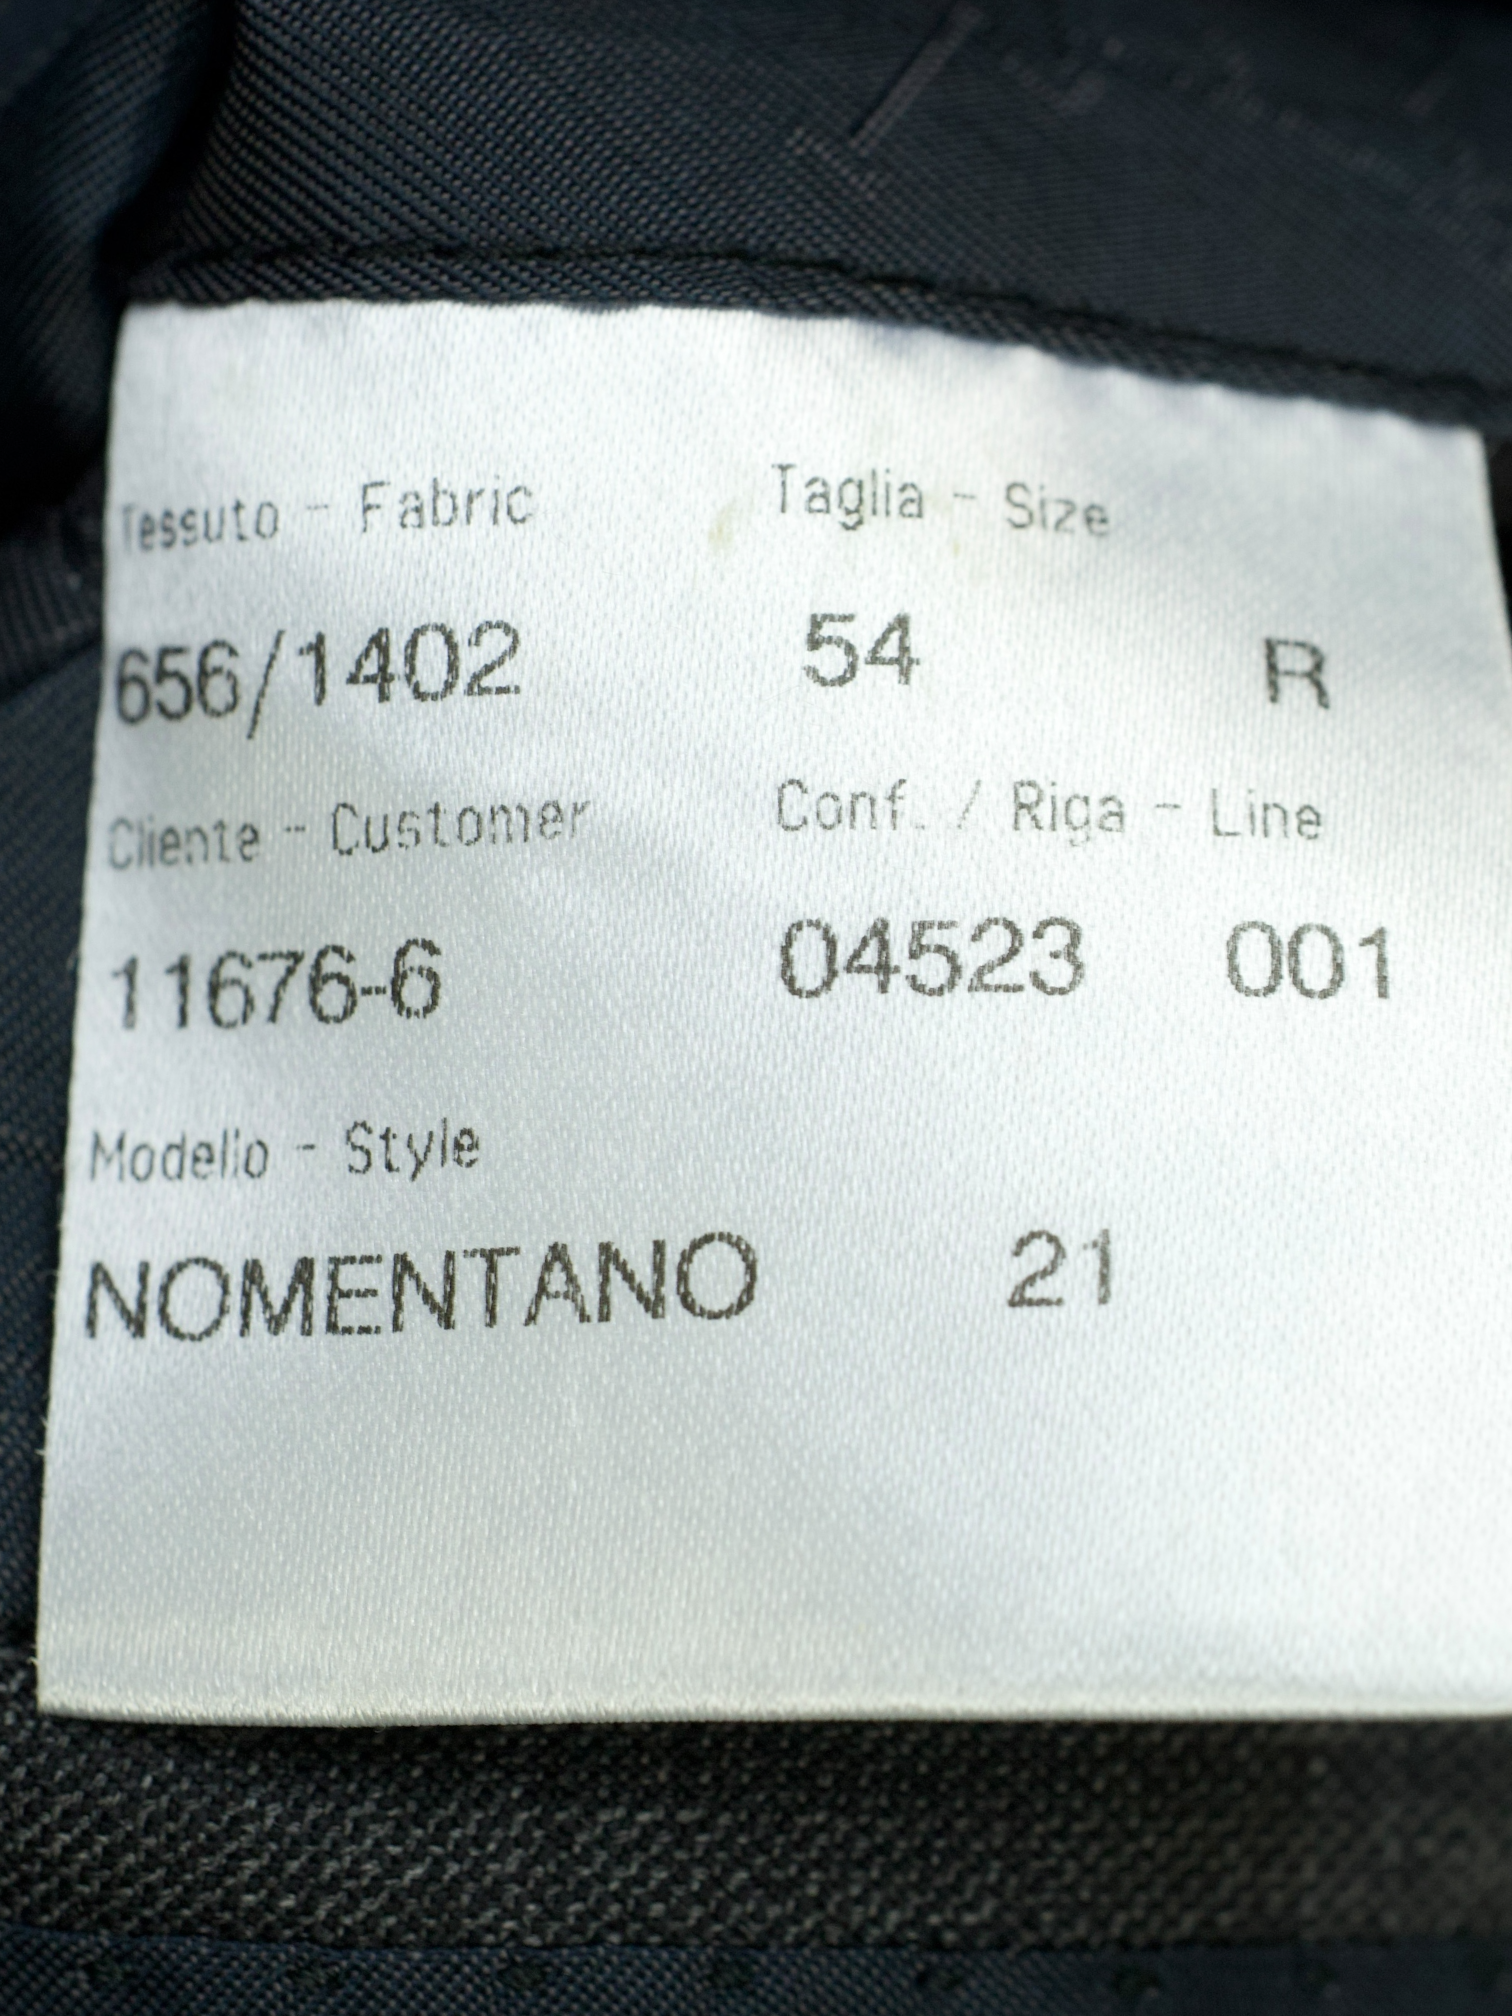 Tessuto - Fabric Taglia - Size
656/1402 54 R
Cliente - Customer Conf. / Riga - Line
11676-6 04523 001
Modello - Style
NOMENTANO 21